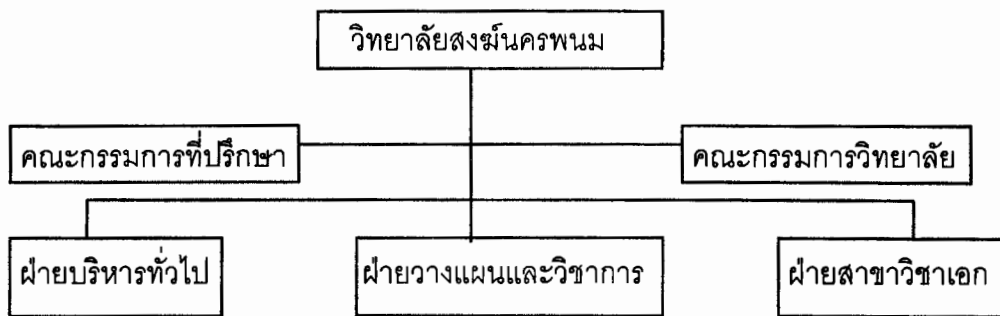 วิทยาลัยสงฆ์นครพนม
คณะกรรมการที่ปรึกษา
คณะกรรมการวิทยาลัย
ฝ่ายบริหารทั่วไป
ฝ่ายวางแผนและวิชาการ
ฝ่ายสาขาวิชาเอก